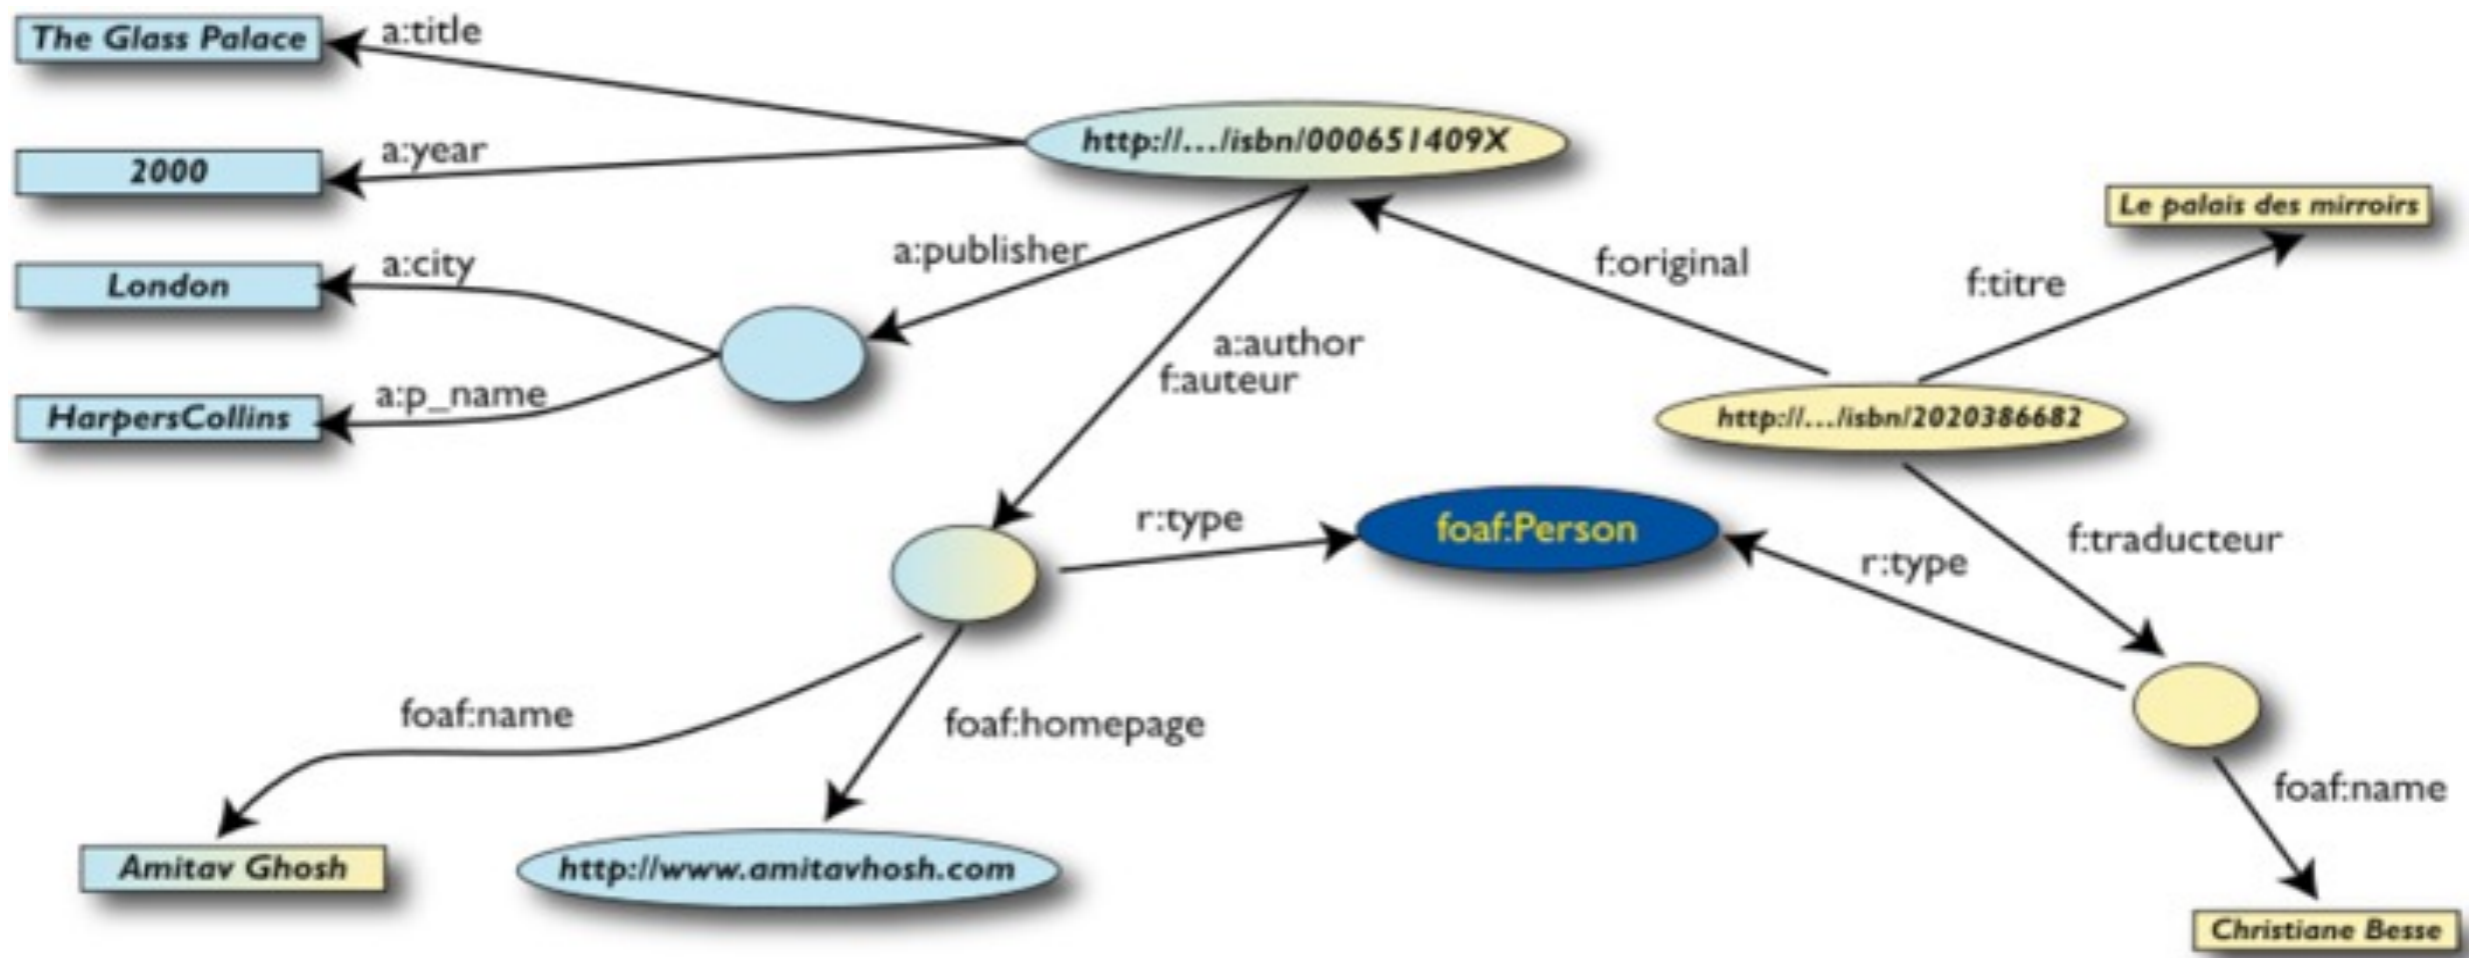 The Glass Palace
a:title
http://.../isbn/000651409X
2000
a:year
Le palais des mirroirs
London
a:city
a:publisher
f:original
f:titre
a:author
f:auteur
HarpersCollins
a:p_name
http://.../isbn/2020386682
r:type
foaf:Person
r:type
f:traducteur
foaf:name
foaf:homepage
foaf:name
Amitav Ghosh
http://www.amitavhosh.com
Christiane Besse